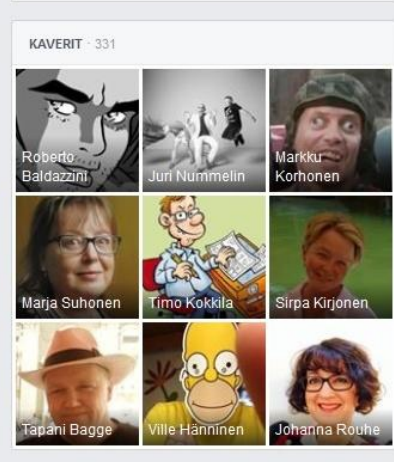 KAVERIT · 331
Roberto
Baldazzini
Juri Nummelin
Markku
Korhonen
Marja Suhonen
Timo Kokkila
Sirpa Kirjonen
Tapani Bagge
Ville Hänninen
Johanna Rouhe